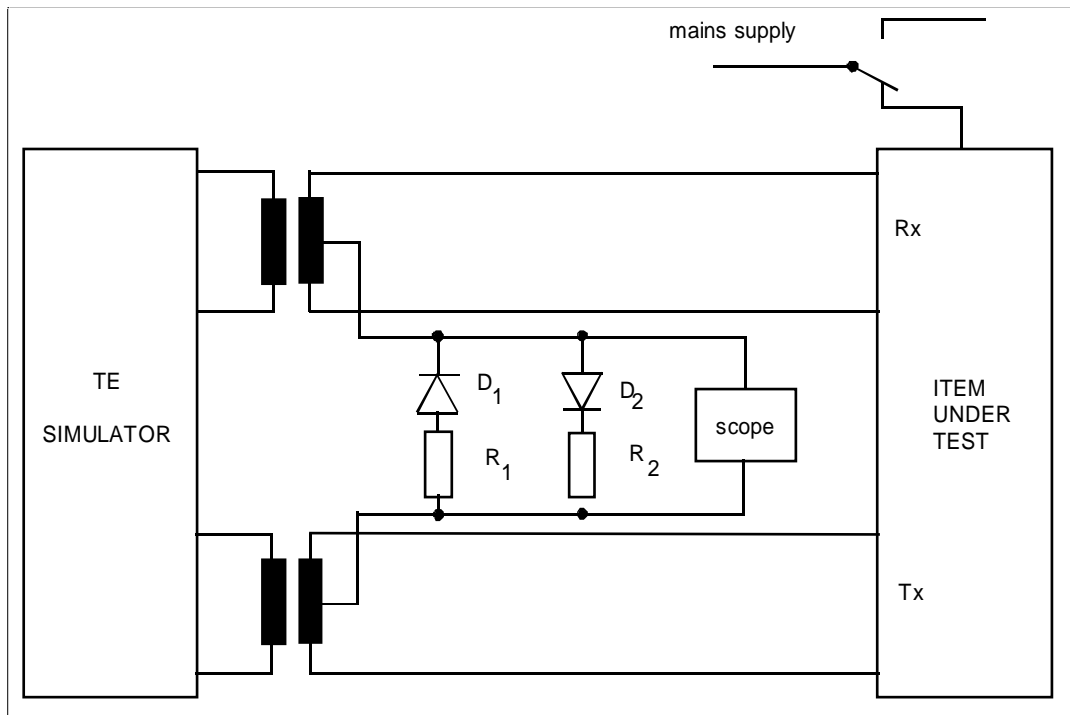 mains supply
Rx
TE
SIMULATOR
D1
D2
R1
R2
scope
ITEM
UNDER
TEST
Tx